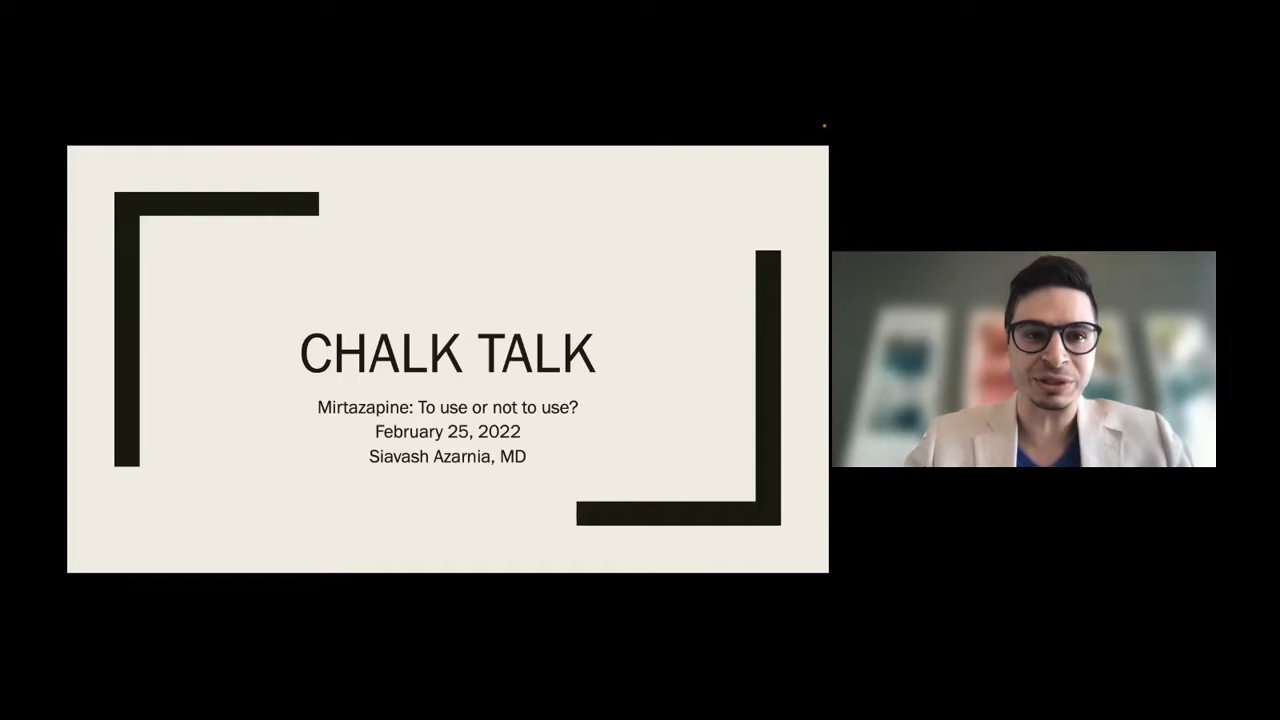 CHALK TALK
Mirtazapine: To use or not to use?
February 25, 2022
Siavash Azarnia, MD